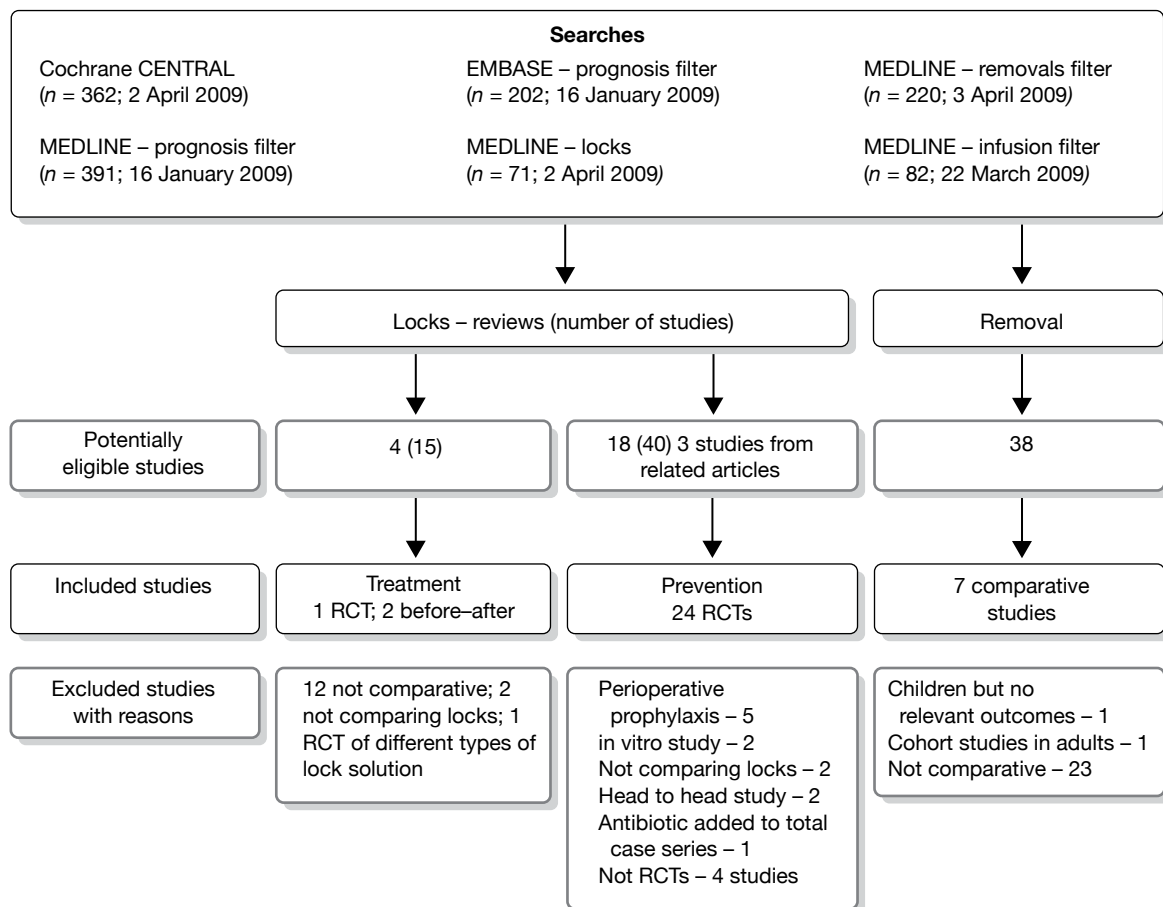 Searches
Cochrane CENTRAL
(n = 362; 2 April 2009)
EMBASE – prognosis filter
(n = 202; 16 January 2009)
MEDLINE – removals filter
(n = 220; 3 April 2009)
MEDLINE – prognosis filter
(n = 391; 16 January 2009)
MEDLINE – locks
(n = 71; 2 April 2009)
MEDLINE – infusion filter
(n = 82; 22 March 2009)
Locks – reviews (number of studies)
Removal
Potentially
eligible studies
4 (15)
18 (40) 3 studies from
related articles
38
Included studies
Treatment
1 RCT; 2 before–after
Prevention
24 RCTs
7 comparative
studies
Excluded studies
with reasons
12 not comparative; 2
not comparing locks; 1
RCT of different types of
lock solution
Perioperative
prophylaxis – 5
in vitro study – 2
Not comparing locks – 2
Head to head study – 2
Antibiotic added to total
case series – 1
Not RCTs – 4 studies
Children but no
relevant outcomes – 1
Cohort studies in adults – 1
Not comparative – 23